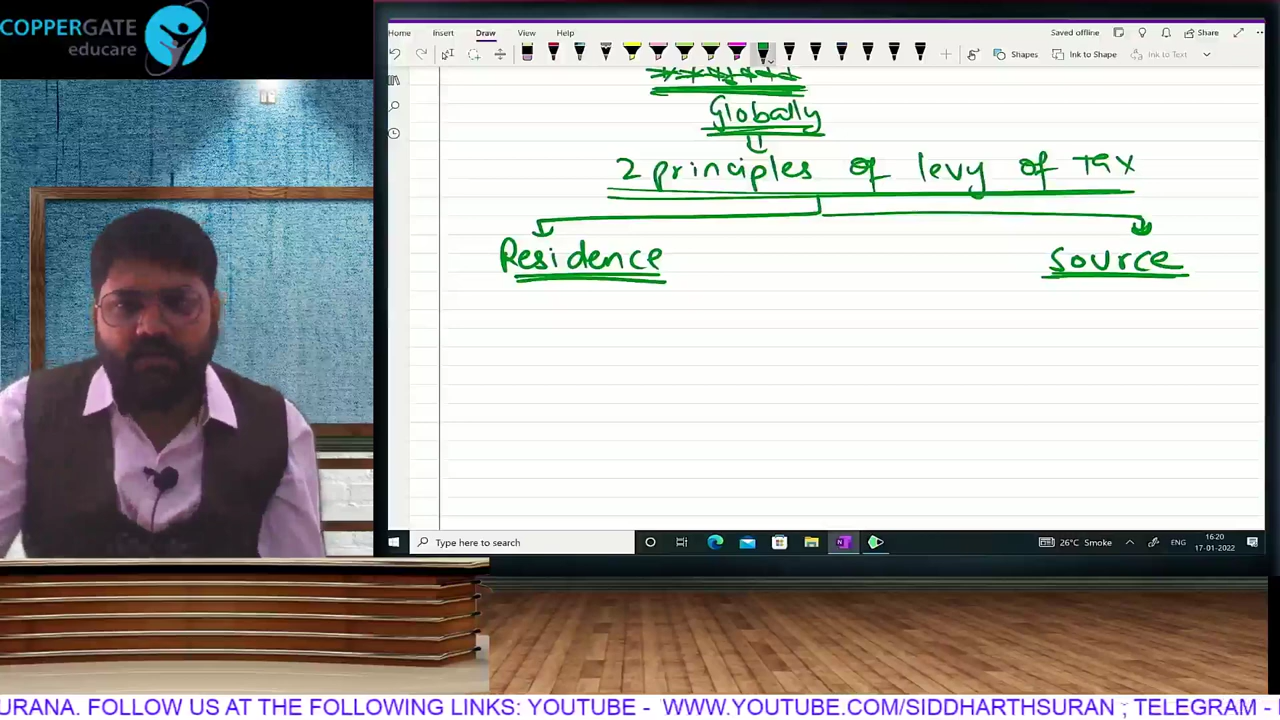 COPPERGATE
educare
Home Insert Draw View Help
Saved offline
Share
Shapes
Ink to Shape
Ink to Text
Globally
2 principles of levy of Tax
Residence
Source
Type here to search
26°C Smoke
ENG
16:20
17-01-2022
URANA. FOLLOW US AT THE FOLLOWING LINKS: YOUTUBE - WWW.YOUTUBE.COM/SIDDHARTHSURAN ; TELEGRAM -